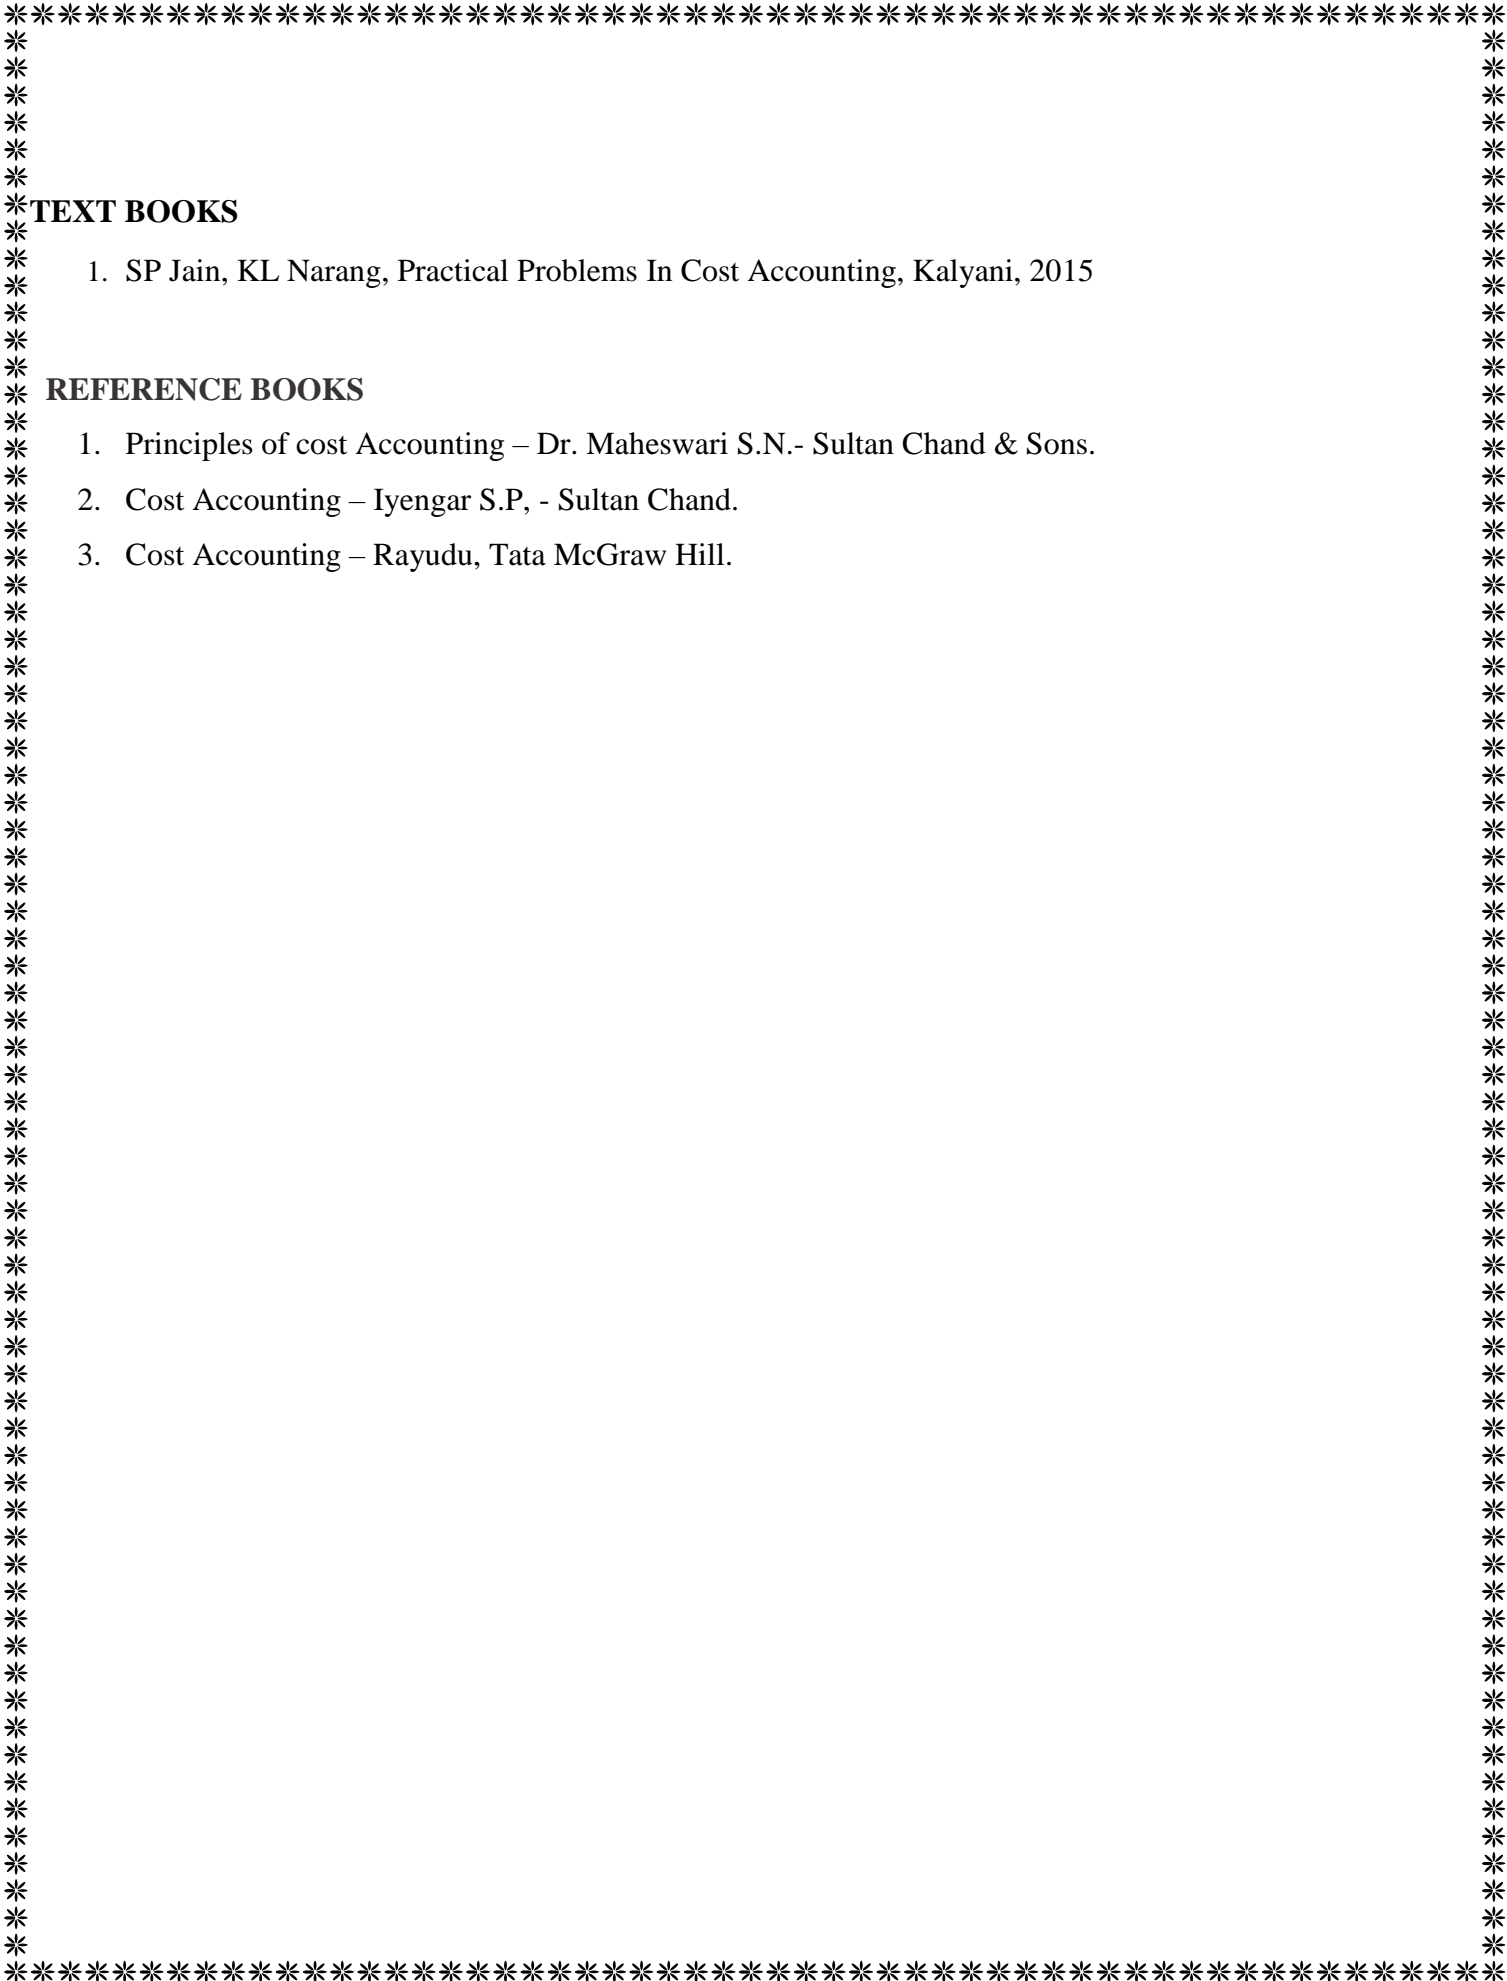 TEXT BOOKS
1. SP Jain, KL Narang, Practical Problems In Cost Accounting, Kalyani, 2015
REFERENCE BOOKS
1. Principles of cost Accounting – Dr. Maheswari S.N.- Sultan Chand & Sons.
2. Cost Accounting – Iyengar S.P, - Sultan Chand.
3. Cost Accounting – Rayudu, Tata McGraw Hill.